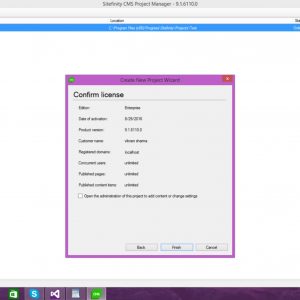 Sitefinity CMS Project Manager - 9.1.6110.0
Location
C:\Program Files (x86)\Progress\Sitefinity\Projects\Test
Create New Project Wizard
Confirm license
Edition: Enterprise
Date of activation: 8/29/2016
Product version: 9.1.6110.0
Customer name: vikram sharma
Registered domains: localhost
Concurrent users: unlimited
Published pages: unlimited
Published content items: unlimited
Open the administration of this project to add content or change settings
Back Finish Cancel